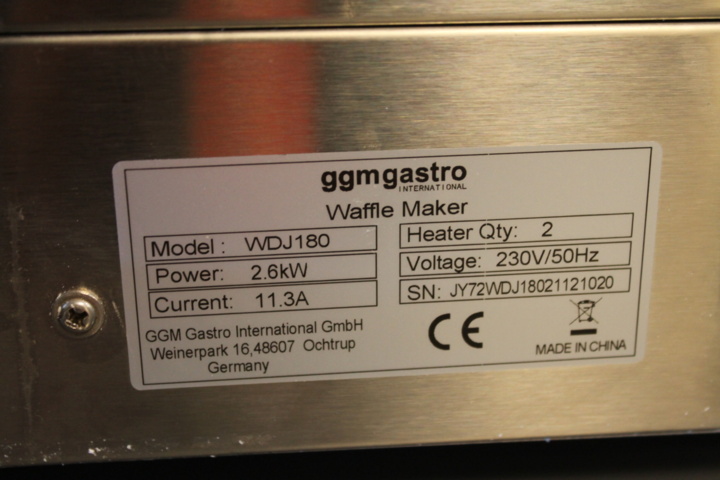 ggmgastro
INTERNATIONAL
Waffle Maker
Model : WDJ180
Power: 2.6kW
Current: 11.3A
Heater Qty: 2
Voltage: 230V/50Hz
SN: JY72WDJ18021121020
GGM Gastro International GmbH
Weinerpark 16,48607 Ochtrup
Germany
CE
MADE IN CHINA